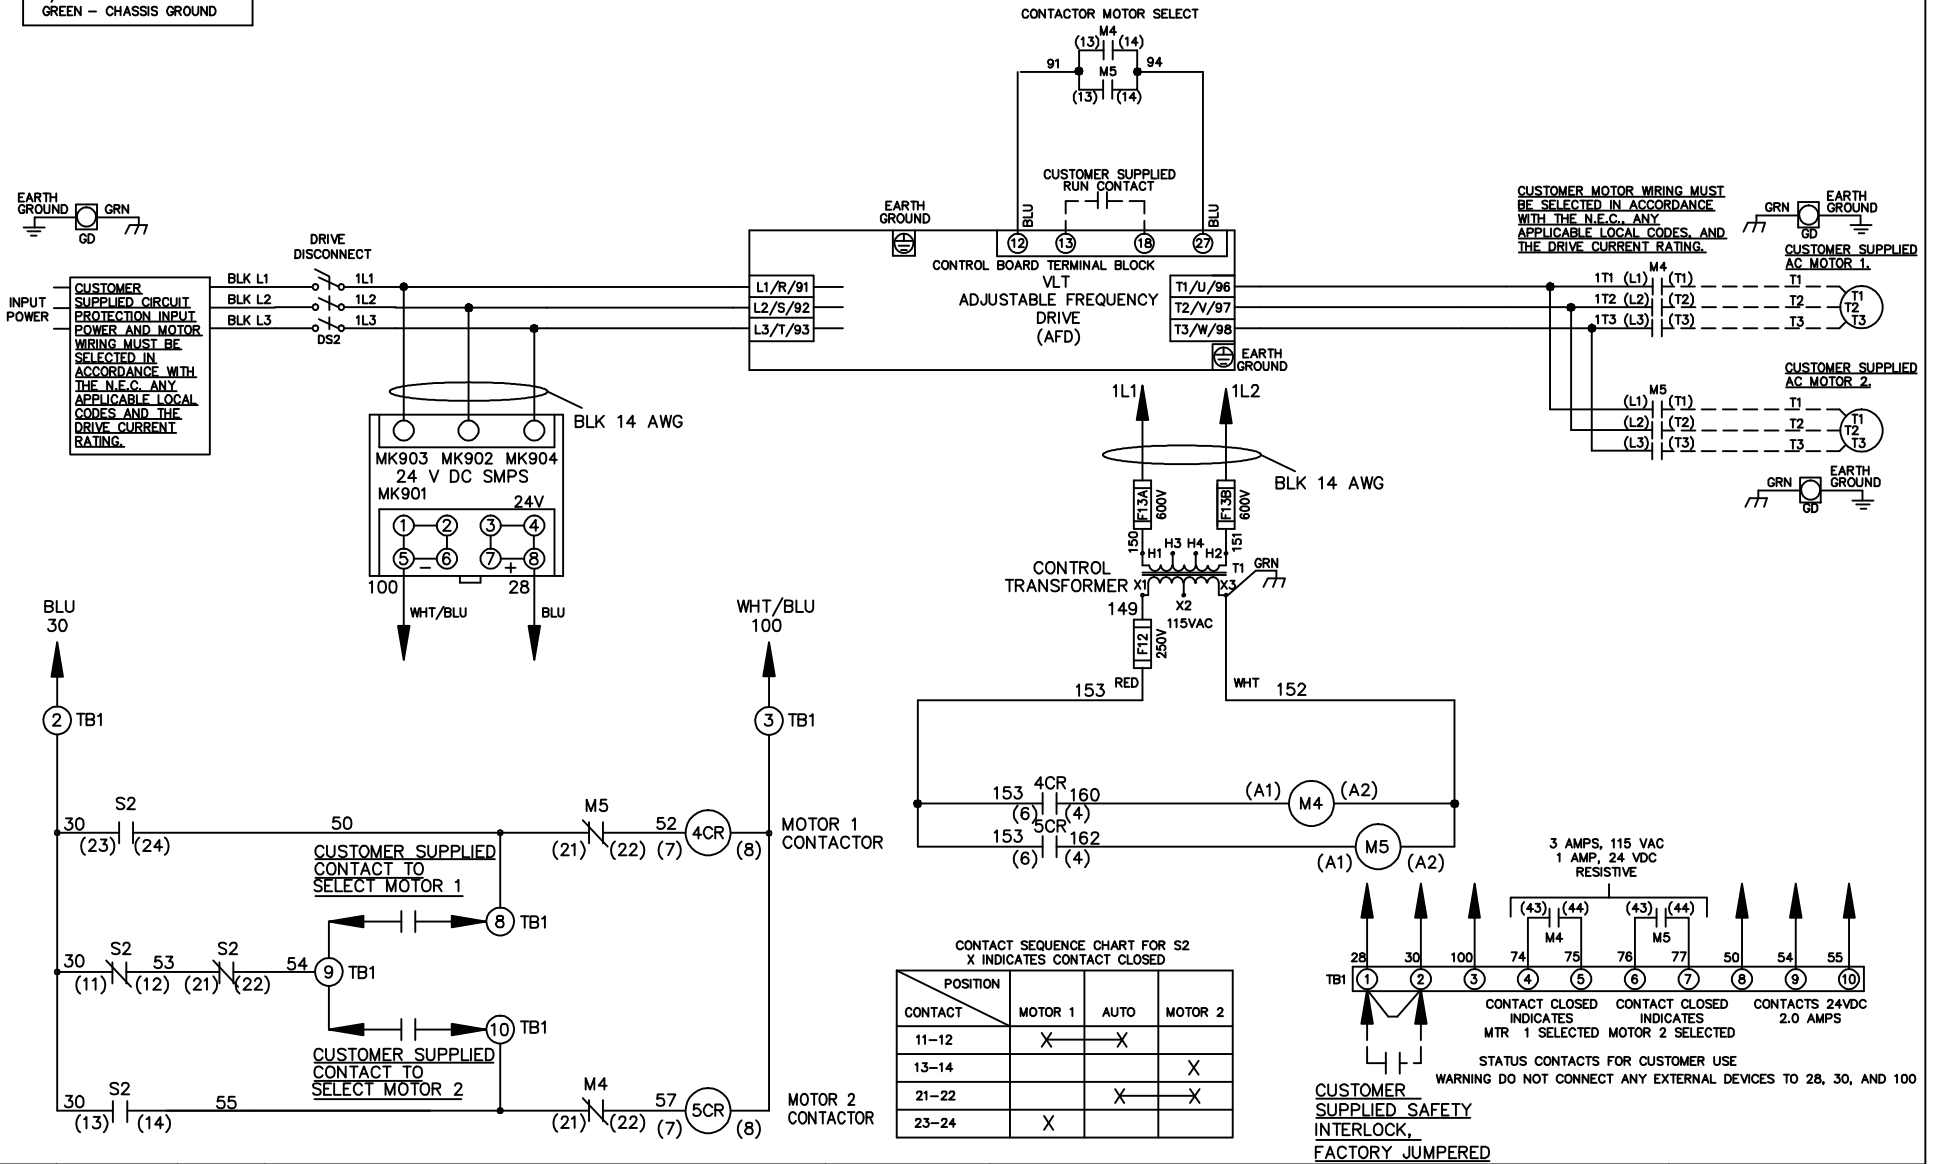 GREEN – CHASSIS GROUND
CONTACTOR MOTOR SELECT
M4
(13) (14)
91 M5 94
(13) (14)
CUSTOMER SUPPLIED
RUN CONTACT
BLU
BLU
EARTH
GROUND
12 13 18 27
CONTROL BOARD TERMINAL BLOCK
VLT
ADJUSTABLE FREQUENCY
DRIVE
(AFD)
L1/R/91
L2/S/92
L3/T/93
T1/U/96
T2/V/97
T3/W/98
EARTH
GROUND
EARTH
GROUND GRN
GD
DRIVE
DISCONNECT
INPUT
POWER
CUSTOMER
SUPPLIED CIRCUIT
PROTECTION INPUT
POWER AND MOTOR
WIRING MUST BE
SELECTED IN
ACCORDANCE WITH
THE N.E.C. ANY
APPLICABLE LOCAL
CODES AND THE
DRIVE CURRENT
RATING.
BLK L1 1L1
BLK L2 1L2
BLK L3 1L3
DS2
BLK 14 AWG
MK903 MK902 MK904
24 V DC SMPS
MK901
24V
1 2 3 4
5 6 7 8
– +
100 28
WHT/BLU BLU
CUSTOMER MOTOR WIRING MUST
BE SELECTED IN ACCORDANCE
WITH THE N.E.C., ANY
APPLICABLE LOCAL CODES, AND
THE DRIVE CURRENT RATING.
EARTH
GRN GROUND
GD
CUSTOMER SUPPLIED
AC MOTOR 1.
M4
1T1 (L1) (T1) T1 T1
1T2 (L2) (T2) T2 T2
1T3 (L3) (T3) T3 T3
CUSTOMER SUPPLIED
AC MOTOR 2.
M5
(L1) (T1) T1 T1
(L2) (T2) T2 T2
(L3) (T3) T3 T3
EARTH
GRN GROUND
GD
1L1 1L2
BLK 14 AWG
F13A 600V
F13B 600V
150 151
H1 H3 H4 H2
GRN
CONTROL
TRANSFORMER X1 X3 T1
149 X2
115VAC
F12 250V
153 RED WHT 152
4CR
153 160 (A1) M4 (A2)
(6) (4)
5CR
153 162
(6) (4) (A1) M5 (A2)
BLU
30
WHT/BLU
100
2 TB1
3 TB1
S2 M5
30 50 52 4CR
(23) (24) (21) (22) (7) (8)
MOTOR 1
CONTACTOR
CUSTOMER SUPPLIED
CONTACT TO
SELECT MOTOR 1
8 TB1
S2 S2
30 53 54 9 TB1
(11) (12) (21) (22)
10 TB1
CUSTOMER SUPPLIED
CONTACT TO
SELECT MOTOR 2
S2 M4
30 55 57 5CR
(13) (14) (21) (22) (7) (8)
MOTOR 2
CONTACTOR
CONTACT SEQUENCE CHART FOR S2
X INDICATES CONTACT CLOSED
POSITION
CONTACT MOTOR 1 AUTO MOTOR 2
11–12 X X
13–14 X
21–22 X X
23–24 X
3 AMPS, 115 VAC
1 AMP, 24 VDC
RESISTIVE
(43) (44) (43) (44)
M4 M5
28 30 100 74 75 76 77 50 54 55
TB1 1 2 3 4 5 6 7 8 9 10
CONTACT CLOSED
INDICATES
MTR 1 SELECTED
CONTACT CLOSED
INDICATES
MOTOR 2 SELECTED
CONTACTS 24VDC
2.0 AMPS
STATUS CONTACTS FOR CUSTOMER USE
WARNING DO NOT CONNECT ANY EXTERNAL DEVICES TO 28, 30, AND 100
CUSTOMER
SUPPLIED SAFETY
INTERLOCK,
FACTORY JUMPERED